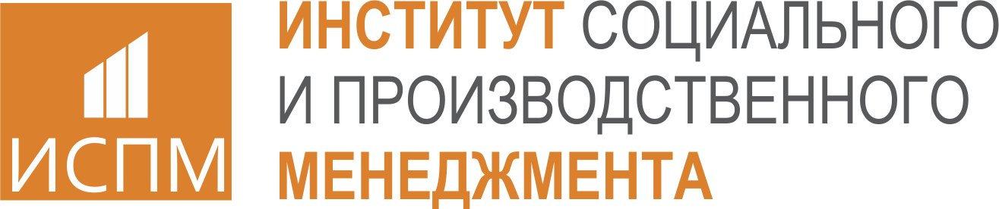 ИСПМ
ИНСТИТУТ СОЦИАЛЬНОГО
И ПРОИЗВОДСТВЕННОГО
МЕНЕДЖМЕНТА